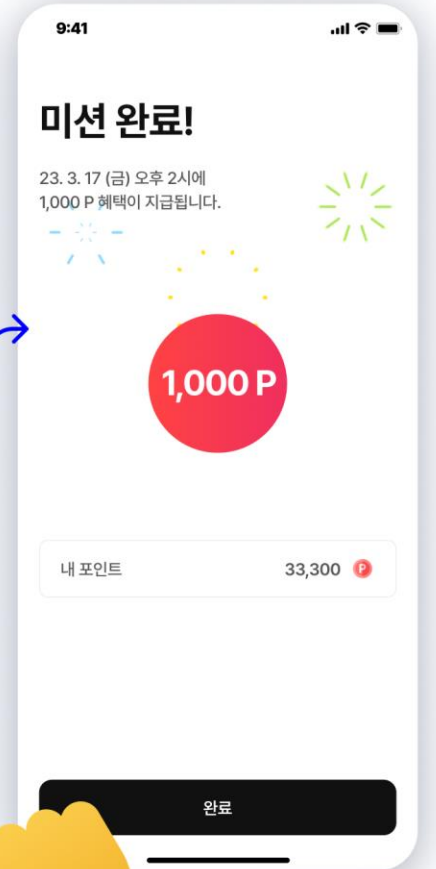 9:41
미션 완료!
23. 3. 17 (금) 오후 2시에
1,000 P 혜택이 지급됩니다.
1,000 P
내 포인트 33,300 P
완료